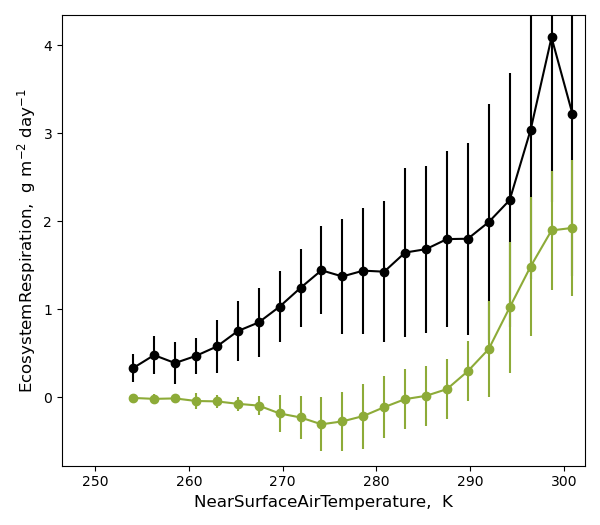 4
3
2
1
0
EcosystemRespiration, g m⁻² day⁻¹
250 260 270 280 290 300
NearSurfaceAirTemperature, K